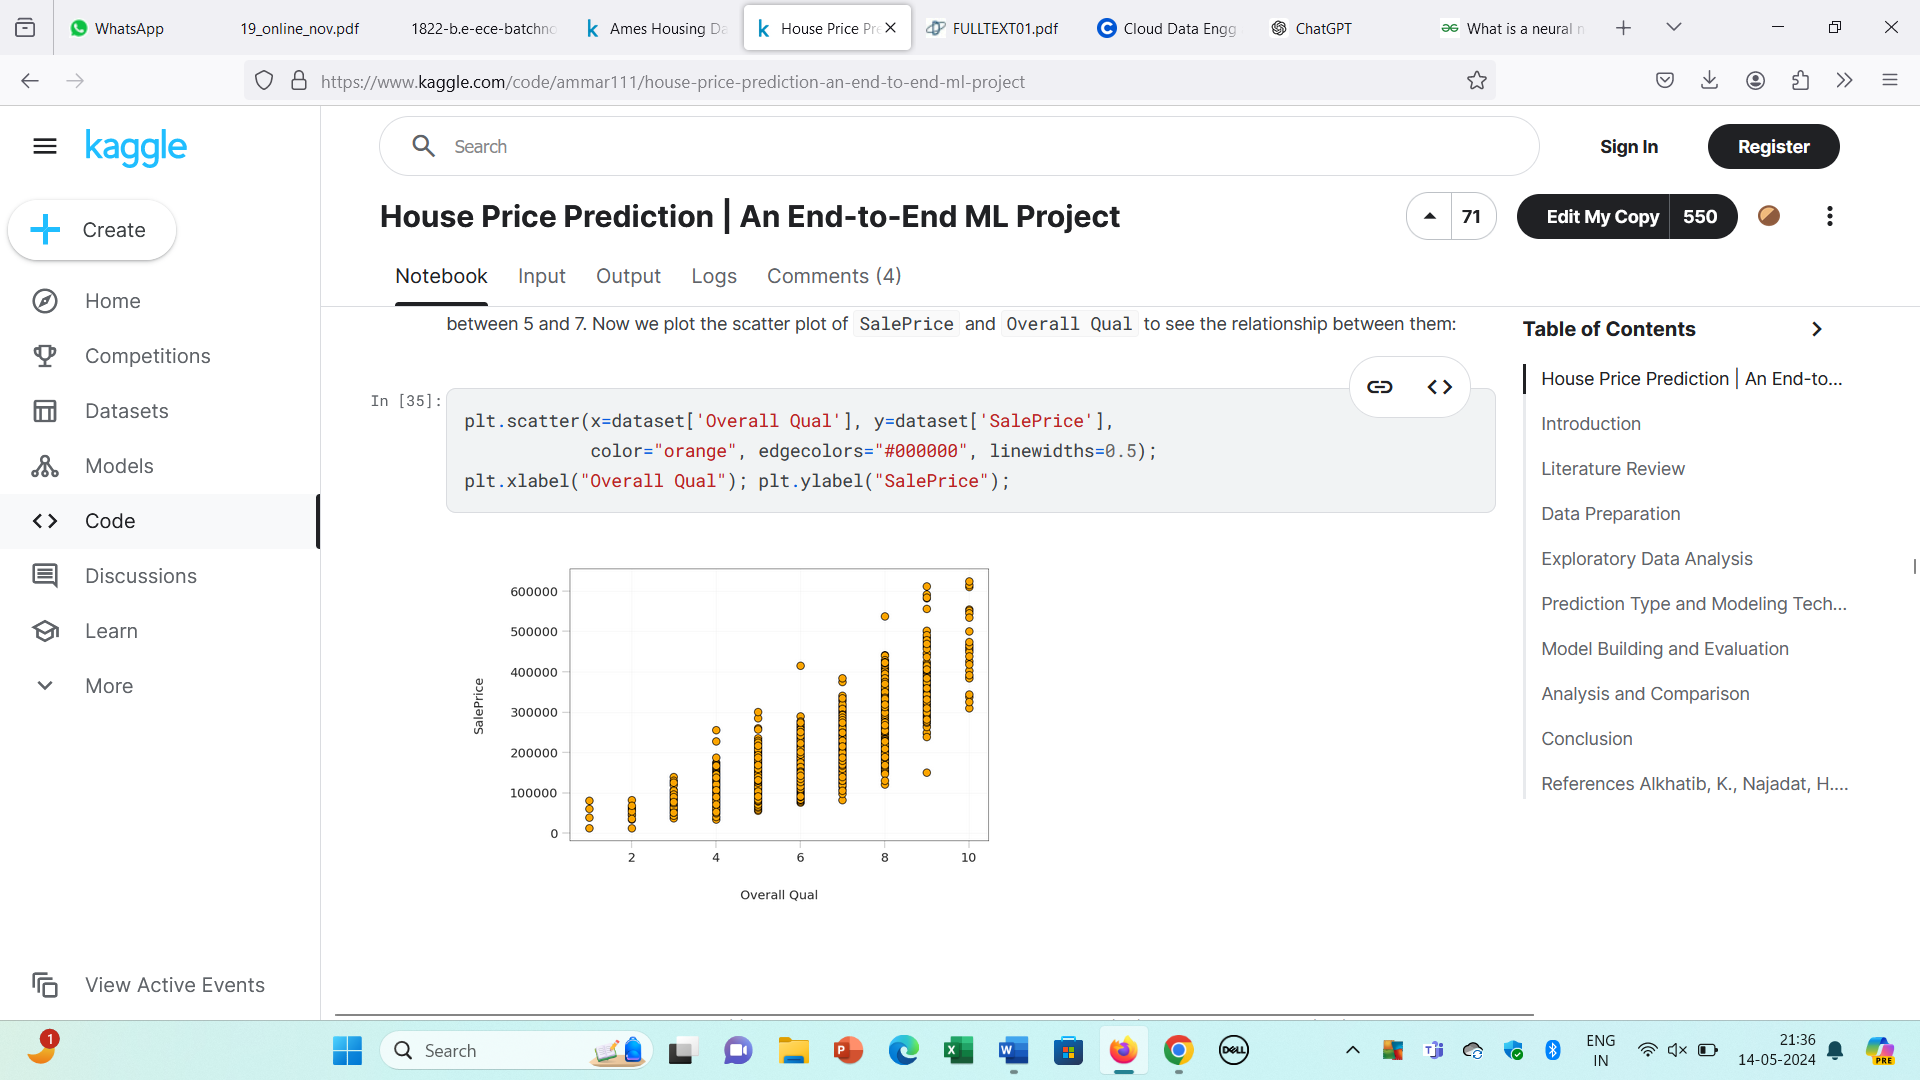 WhatsApp
19_online_nov.pdf
1822-b.e-ece-batchno
Ames Housing Da
House Price Pre
FULLTEXT01.pdf
Cloud Data Engg
ChatGPT
What is a neural n
https://www.kaggle.com/code/ammar111/house-price-prediction-an-end-to-end-ml-project
kaggle
Search
Sign In
Register
House Price Prediction | An End-to-End ML Project
71
Edit My Copy
550
Create
Home
Competitions
Datasets
Models
Code
Discussions
Learn
More
View Active Events
Notebook
Input
Output
Logs
Comments (4)
between 5 and 7. Now we plot the scatter plot of SalePrice and Overall Qual to see the relationship between them:
In [35]:
plt.scatter(x=dataset['Overall Qual'], y=dataset['SalePrice'],
color="orange", edgecolors="#000000", linewidths=0.5);
plt.xlabel("Overall Qual"); plt.ylabel("SalePrice");
600000
500000
400000
300000
200000
100000
0
SalePrice
2
4
6
8
10
Overall Qual
Table of Contents
House Price Prediction | An End-to...
Introduction
Literature Review
Data Preparation
Exploratory Data Analysis
Prediction Type and Modeling Tech...
Model Building and Evaluation
Analysis and Comparison
Conclusion
References Alkhatib, K., Najadat, H....
1
Search
DELL
ENG
IN
21:36
14-05-2024
PRE